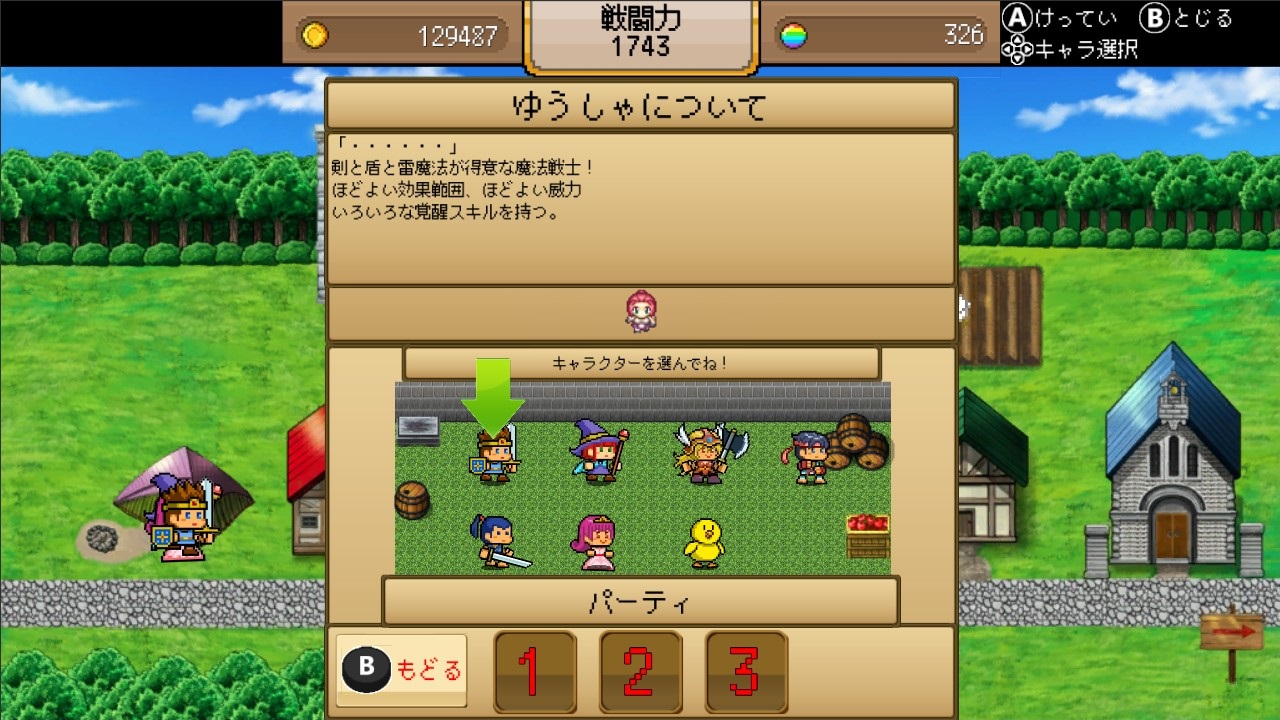 129487
戦闘力
1743
326
Aけってい Bとじる
キャラ選択
ゆうしゃについて
「・・・・・・」
剣と盾と雷魔法が得意な魔法戦士!
ほどよい効果範囲、ほどよい威力
いろいろな覚醒スキルを持つ。
キャラクターを選んでね!
パーティ
B もどる
1
2
3